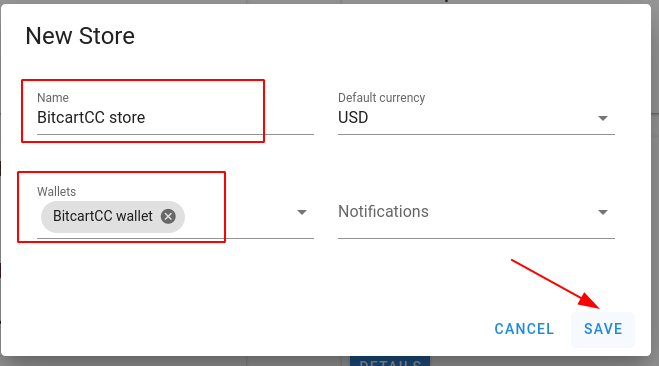 New Store
Name
BitcartCC store
Default currency
USD
Wallets
BitcartCC wallet
Notifications
CANCEL
SAVE
DETAILS